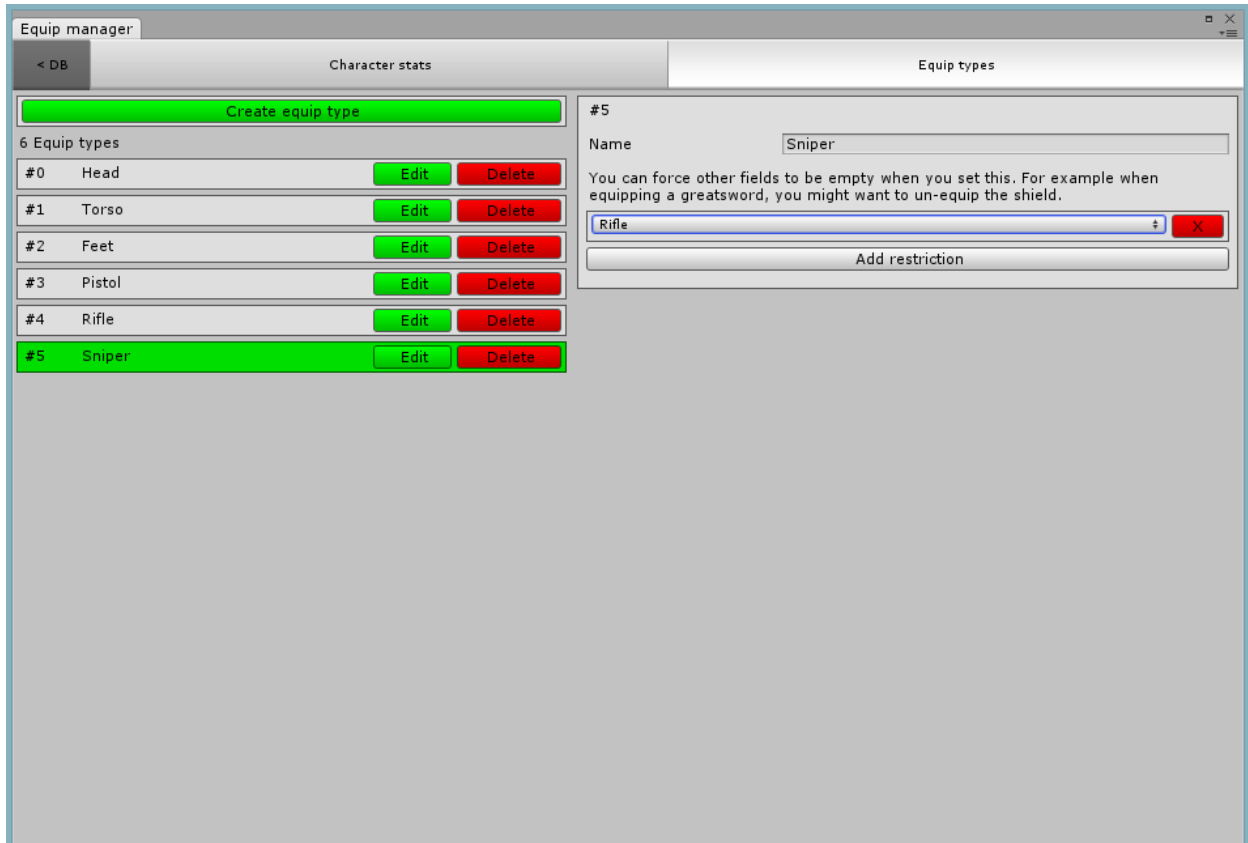 Equip manager
< DB
Character stats
Equip types
Create equip type
6 Equip types
#0 Head Edit Delete
#1 Torso Edit Delete
#2 Feet Edit Delete
#3 Pistol Edit Delete
#4 Rifle Edit Delete
#5 Sniper Edit Delete
#5
Name Sniper
You can force other fields to be empty when you set this. For example when
equipping a greatsword, you might want to un-equip the shield.
Rifle X
Add restriction